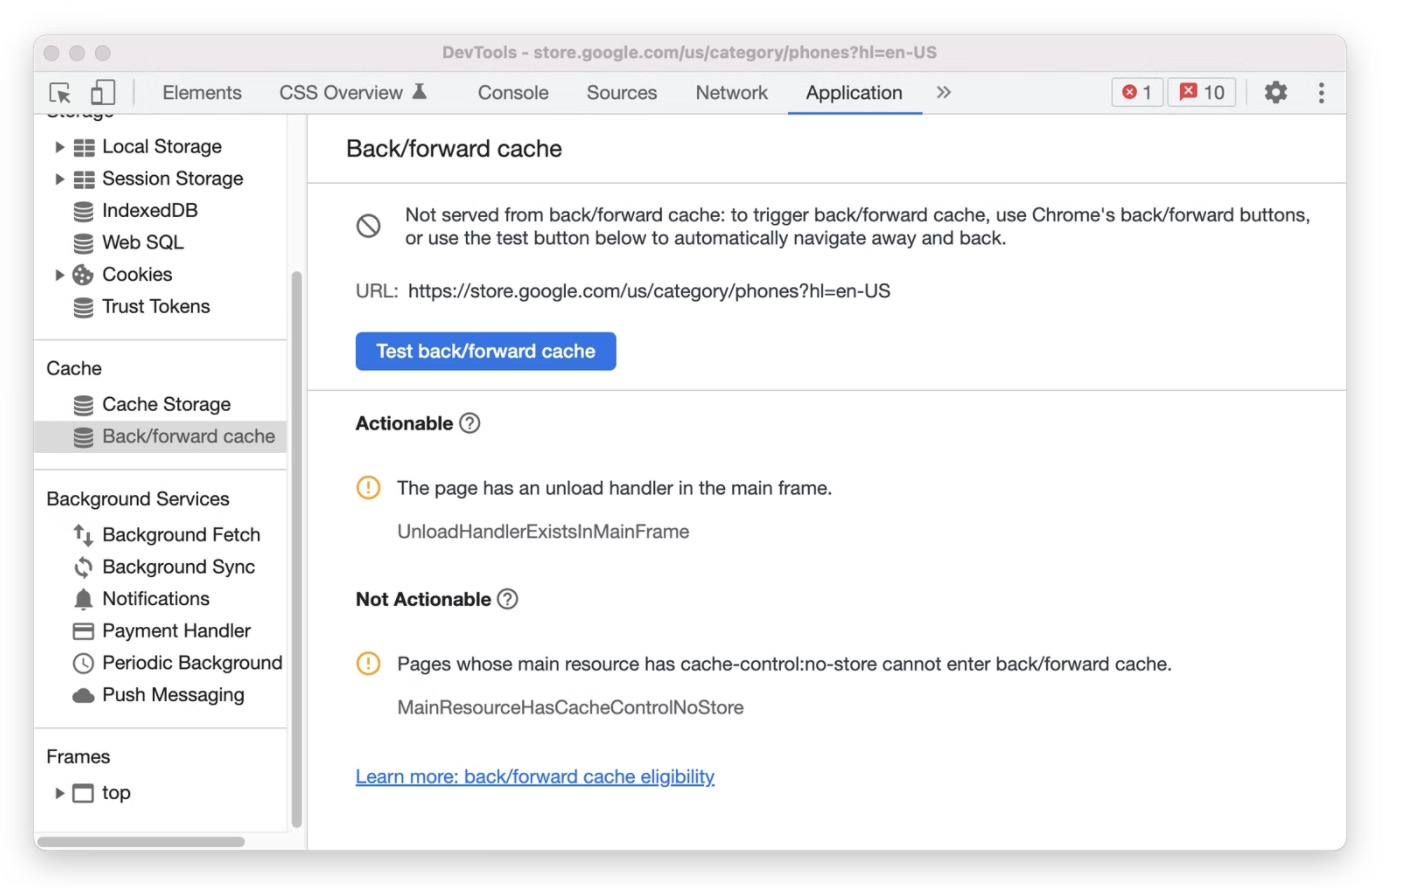 DevTools - store.google.com/us/category/phones?hl=en-US
Elements
CSS Overview
Console
Sources
Network
Application
1
10
Storage
Local Storage
Session Storage
IndexedDB
Web SQL
Cookies
Trust Tokens
Cache
Cache Storage
Back/forward cache
Background Services
Background Fetch
Background Sync
Notifications
Payment Handler
Periodic Background
Push Messaging
Frames
top
Back/forward cache
Not served from back/forward cache: to trigger back/forward cache, use Chrome's back/forward buttons,
or use the test button below to automatically navigate away and back.
URL: https://store.google.com/us/category/phones?hl=en-US
Test back/forward cache
Actionable
The page has an unload handler in the main frame.
UnloadHandlerExistsInMainFrame
Not Actionable
Pages whose main resource has cache-control:no-store cannot enter back/forward cache.
MainResourceHasCacheControlNoStore
Learn more: back/forward cache eligibility